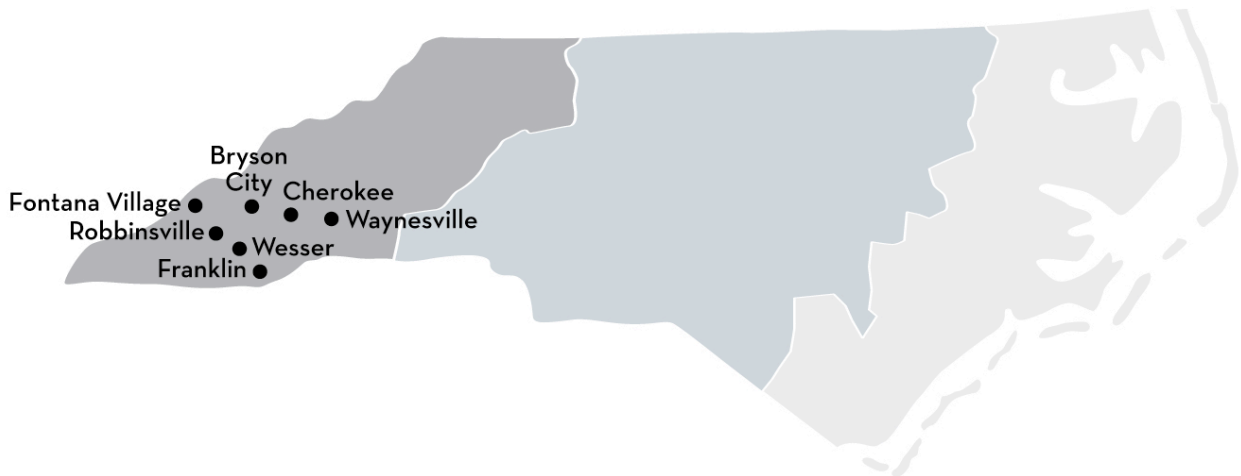 Bryson
City
Cherokee
Fontana Village
Waynesville
Robbinsville
Wesser
Franklin